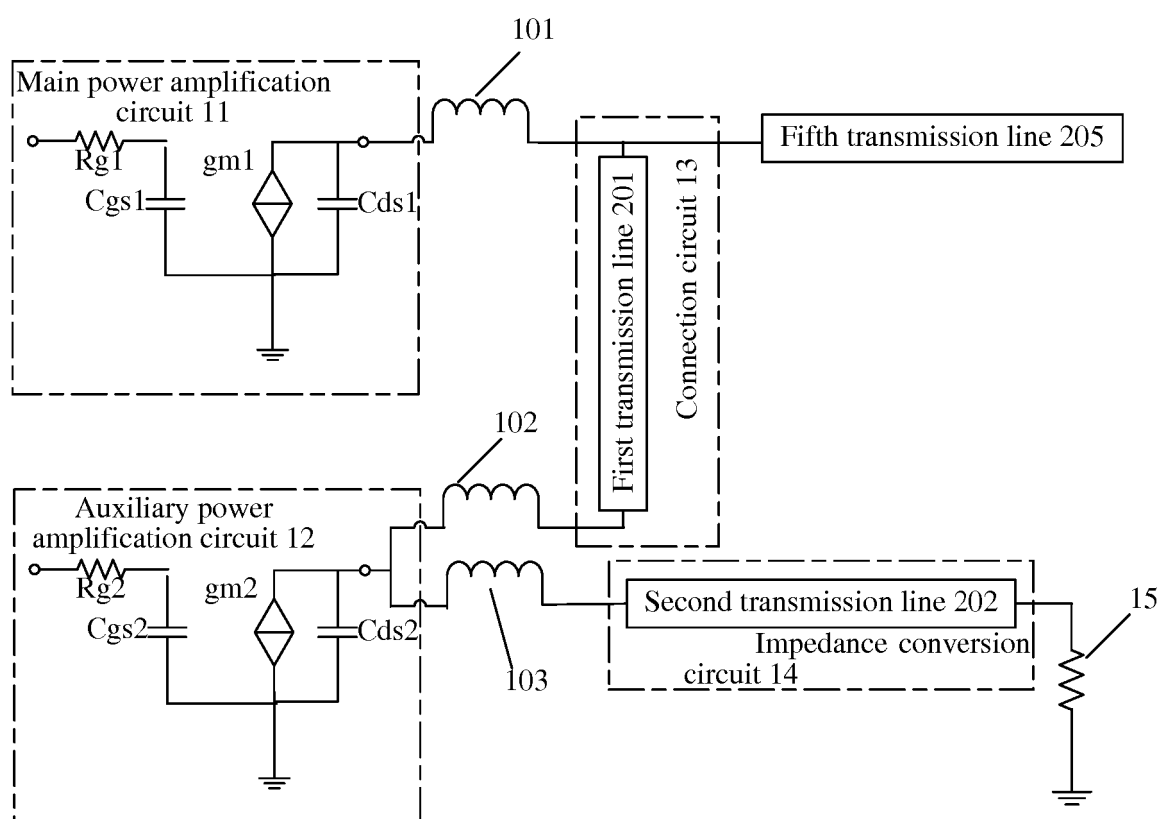 101
Main power amplification
circuit 11
Rg1
gm1
Cgs1
Cds1
Fifth transmission line 205
First transmission line 201
Connection circuit 13
102
Auxiliary power
amplification circuit 12
Rg2
gm2
Cgs2
Cds2
103
Second transmission line 202
Impedance conversion
circuit 14
15